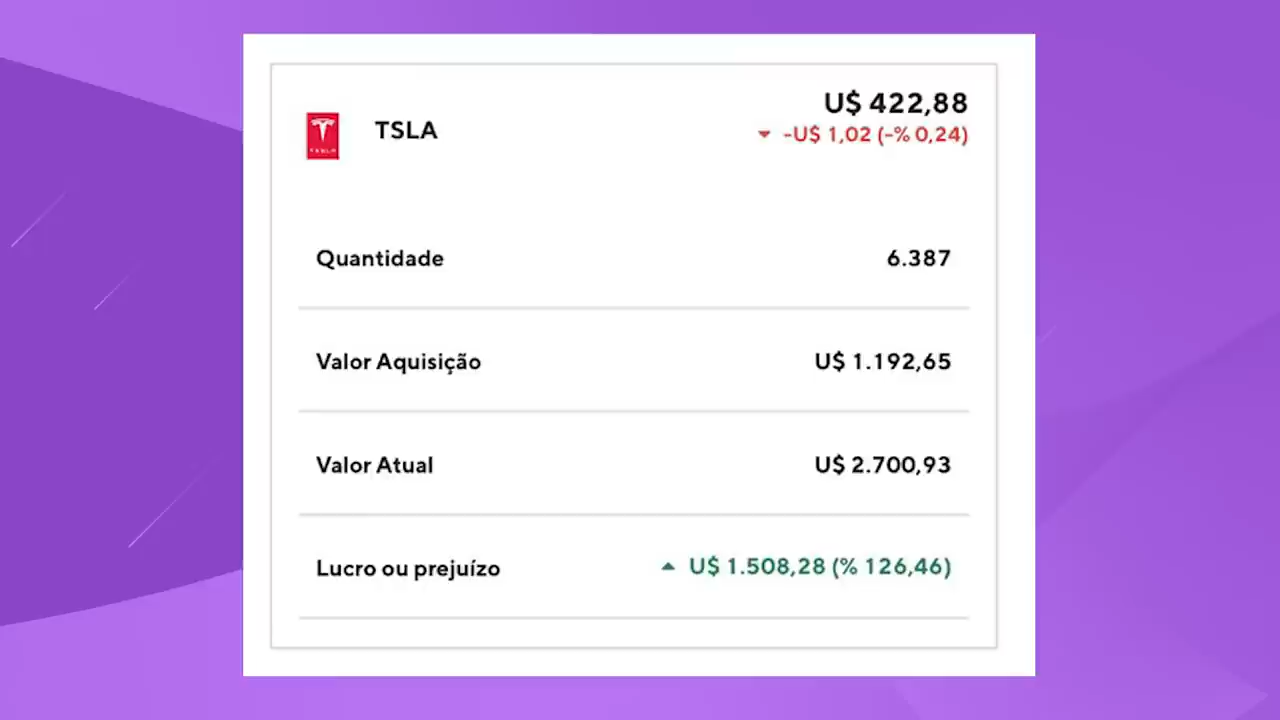 TSLA
U$ 422,88
-U$ 1,02 (-% 0,24)
TESLA
Quantidade 6.387
Valor Aquisição U$ 1.192,65
Valor Atual U$ 2.700,93
Lucro ou prejuízo U$ 1.508,28 (% 126,46)